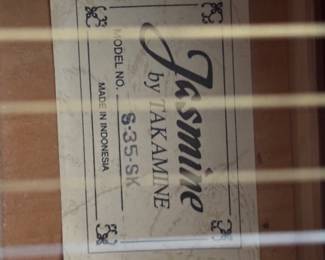 Jasmine
by TAKAMINE
MODEL NO. S-35-SK
MADE IN INDONESIA